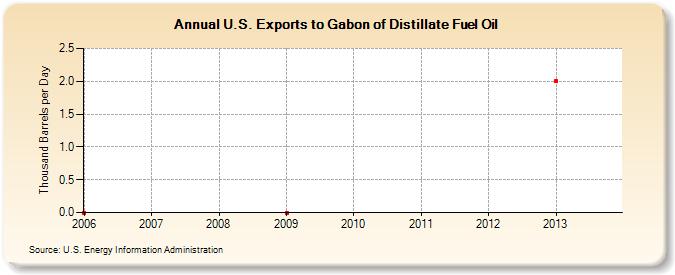 Annual U.S. Exports to Gabon of Distillate Fuel Oil
Thousand Barrels per Day
2.5
2.0
1.5
1.0
0.5
0.0
2006 2007 2008 2009 2010 2011 2012 2013
Source: U.S. Energy Information Administration